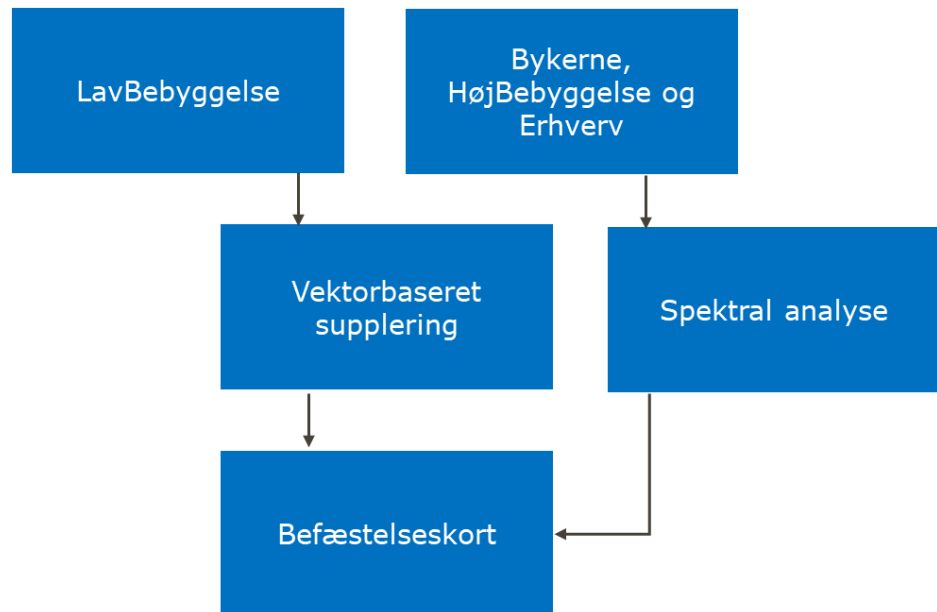 LavBebyggelse
Bykerne,
HøjBebyggelse og
Erhverv
Vektorbaseret
supplering
Spektral analyse
Befæstelseskort